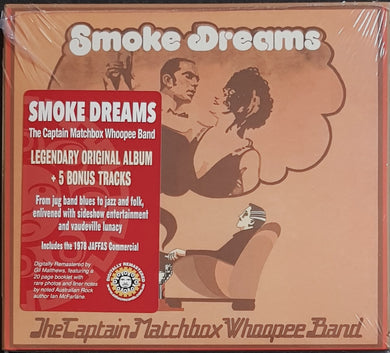 Smoke Dreams
SMOKE DREAMS
The Captain Matchbox Whoopee Band
LEGENDARY ORIGINAL ALBUM
+ 5 BONUS TRACKS
From jug band blues to jazz and folk,
enlivened with sideshow entertainment
and vaudeville lunacy
Includes the 1978 JAFFAS Commercial
Digitally Remastered by
Gil Matthews, featuring a
20 page booklet with
rare photos and liner notes
by noted Australian Rock
author Ian McFarlane.
DIGITALLY REMASTERED
The Captain Matchbox Whoopee Band